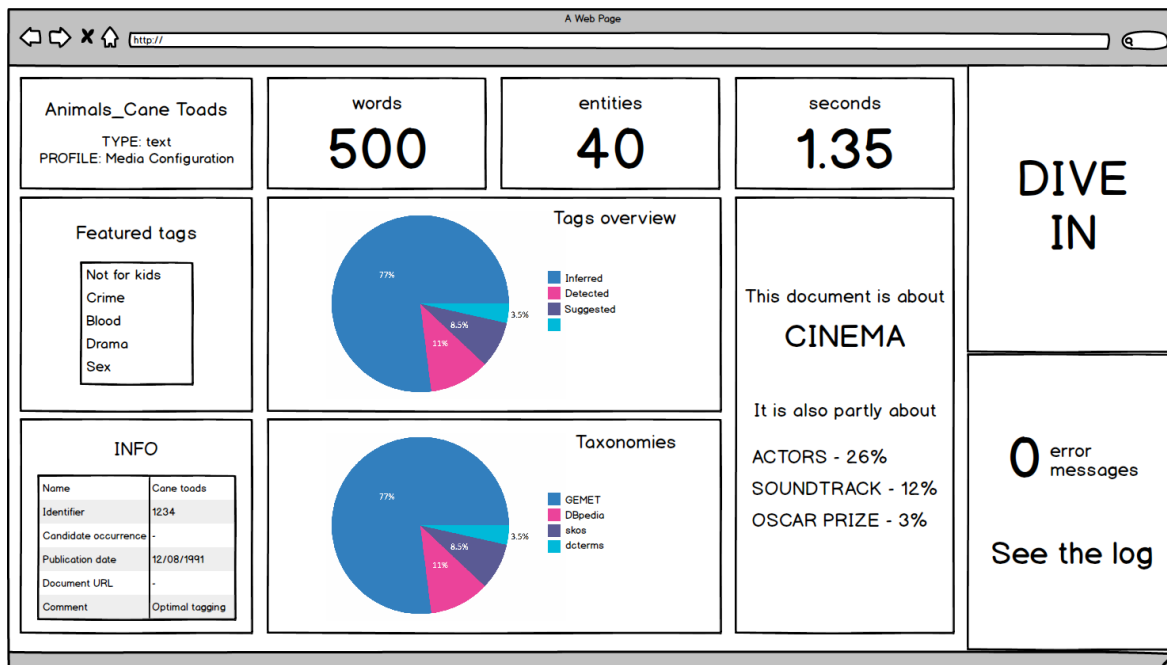 A Web Page
http://
Animals_Cane Toads
TYPE: text
PROFILE: Media Configuration
words
500
entities
40
seconds
1.35
DIVE
IN
Featured tags
Not for kids
Crime
Blood
Drama
Sex
Tags overview
77%
11%
8.5%
3.5%
Inferred
Detected
Suggested
This document is about
CINEMA
It is also partly about
ACTORS - 26%
SOUNDTRACK - 12%
OSCAR PRIZE - 3%
INFO
Name Cane toads
Identifier 1234
Candidate occurrence -
Publication date 12/08/1991
Document URL -
Comment Optimal tagging
Taxonomies
77%
11%
8.5%
3.5%
GEMET
DBpedia
skos
dcterms
0 error
messages
See the log